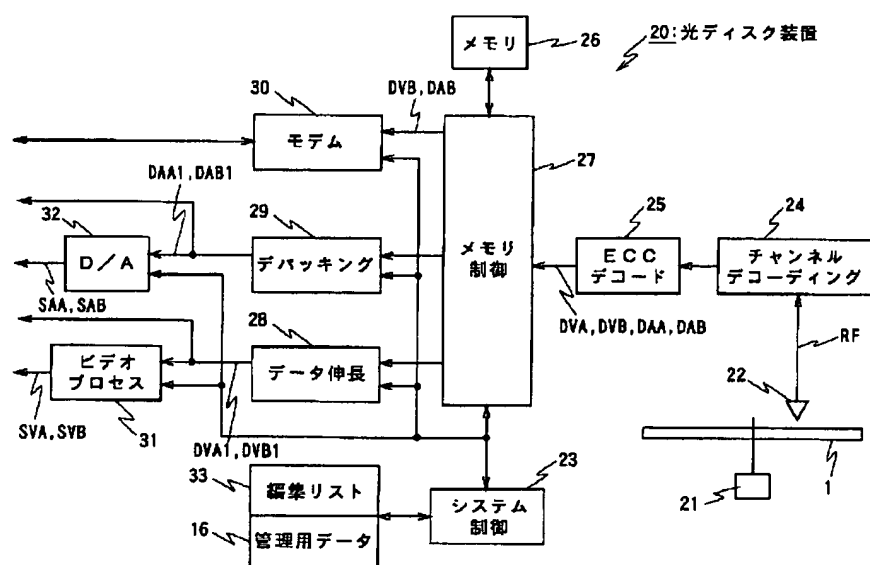 メモリ
26
20:光ディスク装置
30
DVB, DAB
モデム
27
DAA1, DAB1
32
29
25
24
D/A
デパッキング
メモリ
制御
ECC
デコード
チャンネル
デコーディング
SAA, SAB
DVA, DVB, DAA, DAB
28
RF
ビデオ
プロセス
データ伸長
22
SVA, SVB
31
DVA1, DVB1
23
33
編集リスト
システム
制御
21
1
16
管理用データ